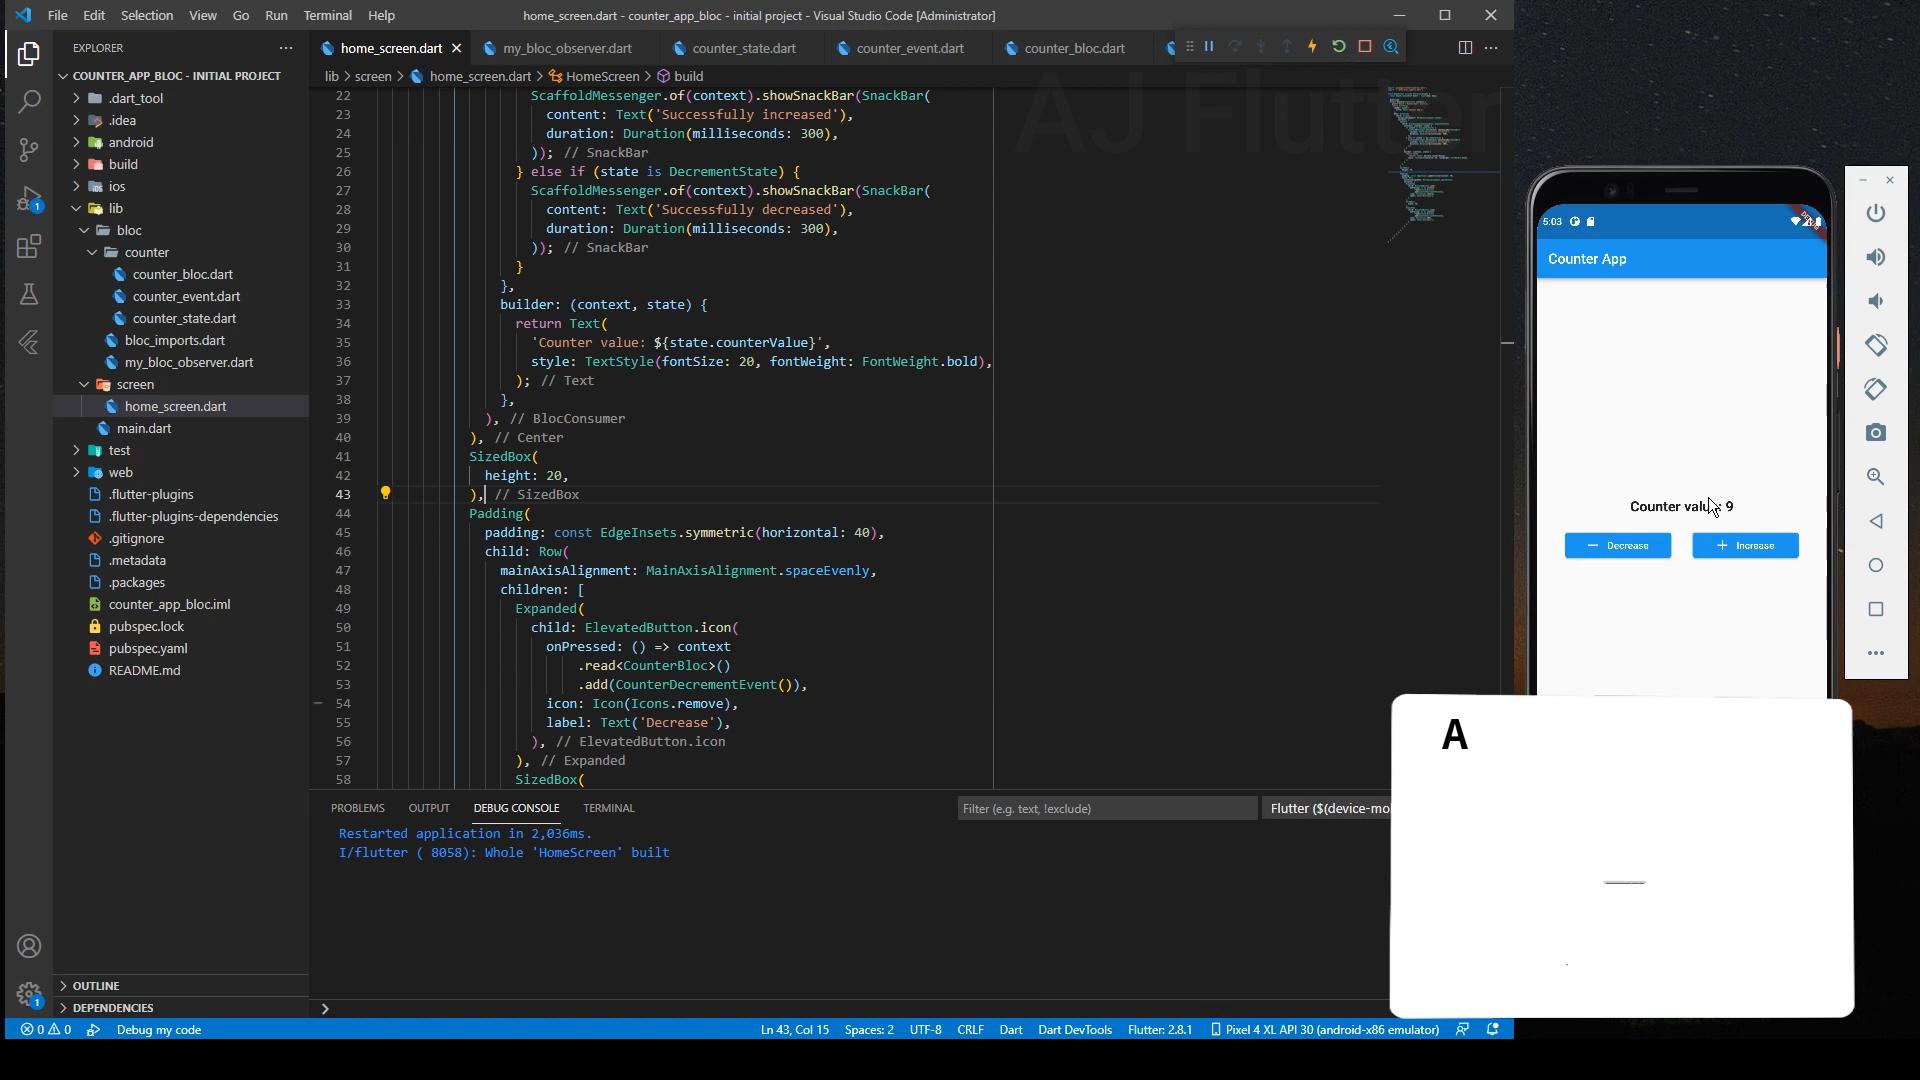 File Edit Selection View Go Run Terminal Help
home_screen.dart - counter_app_bloc - initial project - Visual Studio Code [Administrator]
EXPLORER
COUNTER_APP_BLOC - INITIAL PROJECT
.dart_tool
.idea
android
build
ios
lib
bloc
counter
counter_bloc.dart
counter_event.dart
counter_state.dart
bloc_imports.dart
my_bloc_observer.dart
screen
home_screen.dart
main.dart
test
web
.flutter-plugins
.flutter-plugins-dependencies
.gitignore
.metadata
.packages
counter_app_bloc.iml
pubspec.lock
pubspec.yaml
README.md
OUTLINE
DEPENDENCIES
home_screen.dart my_bloc_observer.dart counter_state.dart counter_event.dart counter_bloc.dart
lib > screen > home_screen.dart > HomeScreen > build
AJ Flutter
22 ScaffoldMessenger.of(context).showSnackBar(SnackBar(
23 content: Text('Successfully increased'),
24 duration: Duration(milliseconds: 300),
25 )); // SnackBar
26 } else if (state is DecrementState) {
27 ScaffoldMessenger.of(context).showSnackBar(SnackBar(
28 content: Text('Successfully decreased'),
29 duration: Duration(milliseconds: 300),
30 )); // SnackBar
31 }
32 },
33 builder: (context, state) {
34 return Text(
35 'Counter value: ${state.counterValue}',
36 style: TextStyle(fontSize: 20, fontWeight: FontWeight.bold),
37 ); // Text
38 },
39 ), // BlocConsumer
40 ), // Center
41 SizedBox(
42 height: 20,
43 ), // SizedBox
44 Padding(
45 padding: const EdgeInsets.symmetric(horizontal: 40),
46 child: Row(
47 mainAxisAlignment: MainAxisAlignment.spaceEvenly,
48 children: [
49 Expanded(
50 child: ElevatedButton.icon(
51 onPressed: () => context
52 .read<CounterBloc>()
53 .add(CounterDecrementEvent()),
54 icon: Icon(Icons.remove),
55 label: Text('Decrease'),
56 ), // ElevatedButton.icon
57 ), // Expanded
58 SizedBox(
PROBLEMS OUTPUT DEBUG CONSOLE TERMINAL
Filter (e.g. text, !exclude)
Flutter ($(device-mo
Restarted application in 2,036ms.
I/flutter ( 8058): Whole 'HomeScreen' built
0 0 Debug my code
Ln 43, Col 15 Spaces: 2 UTF-8 CRLF Dart Dart DevTools Flutter: 2.8.1 Pixel 4 XL API 30 (android-x86 emulator)
1
1
5:03
Counter App
Counter value: 9
Decrease
Increase
A